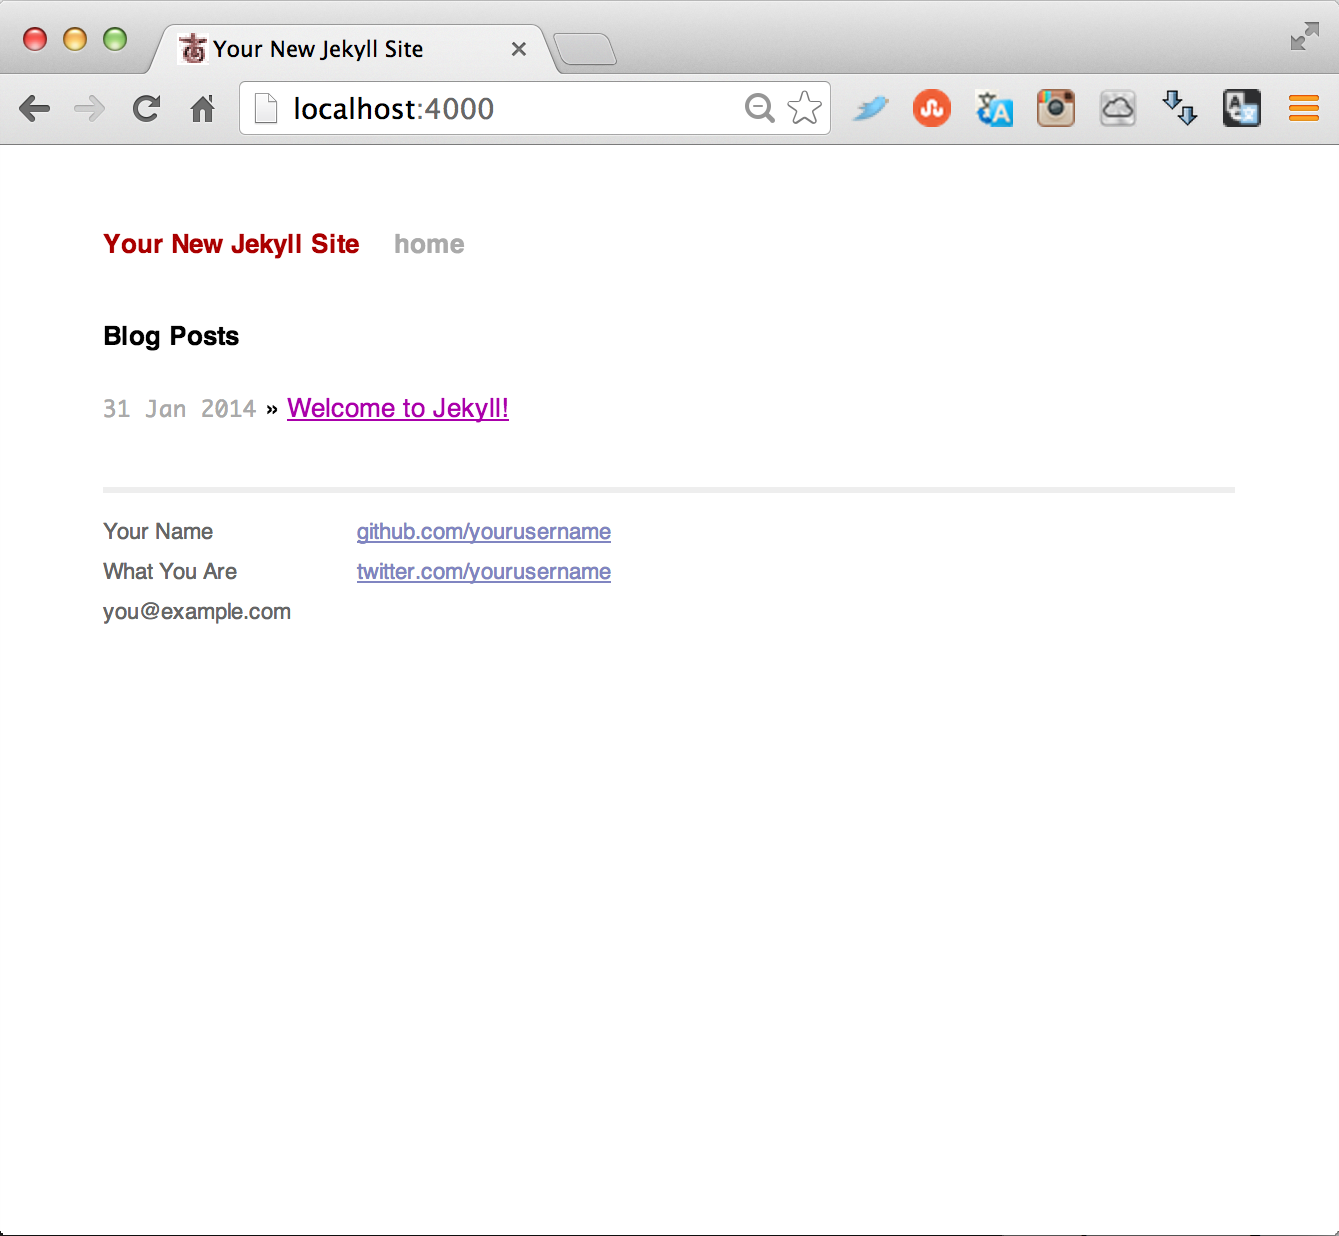 Your New Jekyll Site
localhost:4000
Your New Jekyll Site home
Blog Posts
31 Jan 2014 » Welcome to Jekyll!
Your Name github.com/yourusername
What You Are twitter.com/yourusername
you@example.com